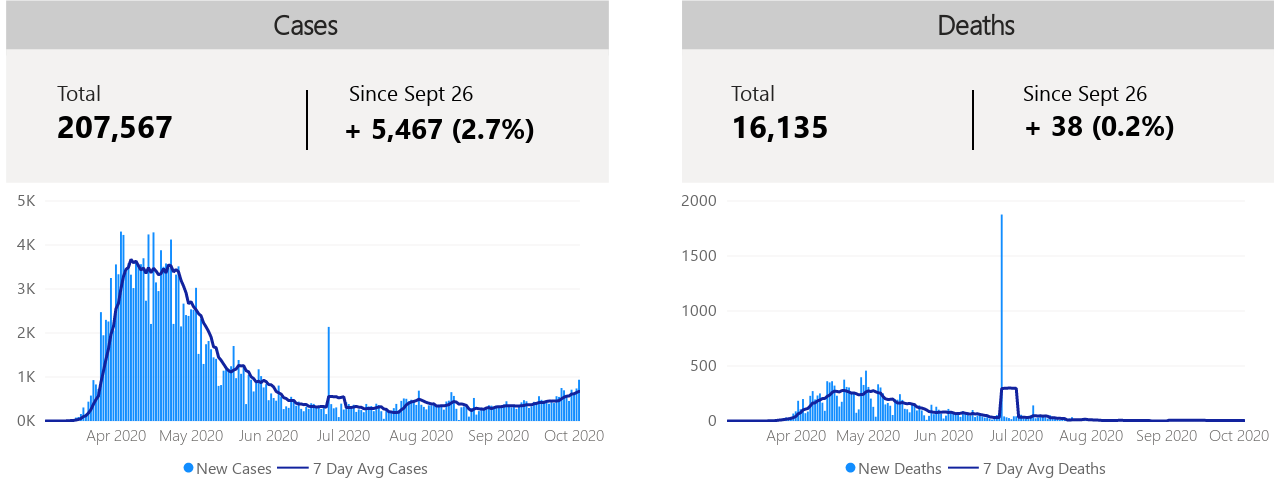 Cases
Total
Since Sept 26
207,567
+ 5,467 (2.7%)
5K
4K
3K
2K
1K
0K
Apr 2020 May 2020 Jun 2020 Jul 2020 Aug 2020 Sep 2020 Oct 2020
New Cases 7 Day Avg Cases
Deaths
Total
Since Sept 26
16,135
+ 38 (0.2%)
2000
1500
1000
500
0
Apr 2020 May 2020 Jun 2020 Jul 2020 Aug 2020 Sep 2020 Oct 2020
New Deaths 7 Day Avg Deaths